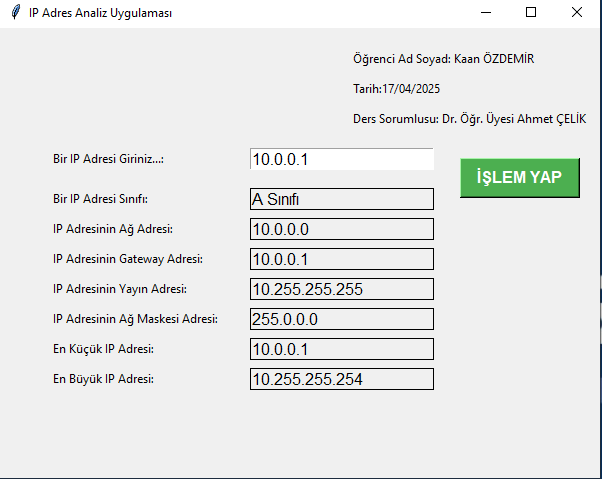 IP Adres Analiz Uygulaması
Öğrenci Ad Soyad: Kaan ÖZDEMİR
Tarih:17/04/2025
Ders Sorumlusu: Dr. Öğr. Üyesi Ahmet ÇELİK
Bir IP Adresi Giriniz...: 10.0.0.1 İŞLEM YAP
Bir IP Adresi Sınıfı: A Sınıfı
IP Adresinin Ağ Adresi: 10.0.0.0
IP Adresinin Gateway Adresi: 10.0.0.1
IP Adresinin Yayın Adresi: 10.255.255.255
IP Adresinin Ağ Maskesi Adresi: 255.0.0.0
En Küçük IP Adresi: 10.0.0.1
En Büyük IP Adresi: 10.255.255.254